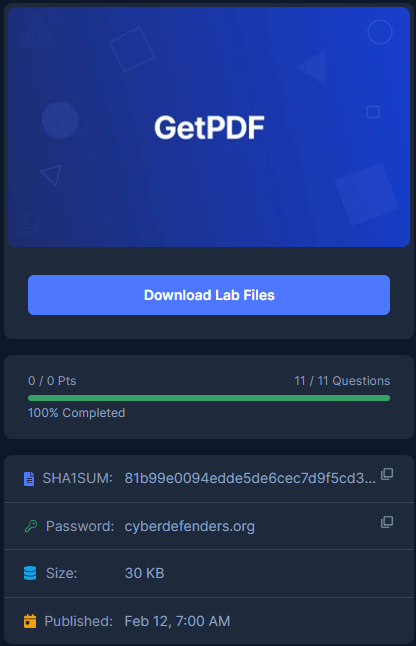 GetPDF
Download Lab Files
0 / 0 Pts 11 / 11 Questions
100% Completed
SHA1SUM: 81b99e0094edde5de6cec7d9f5cd3...
Password: cyberdefenders.org
Size: 30 KB
Published: Feb 12, 7:00 AM